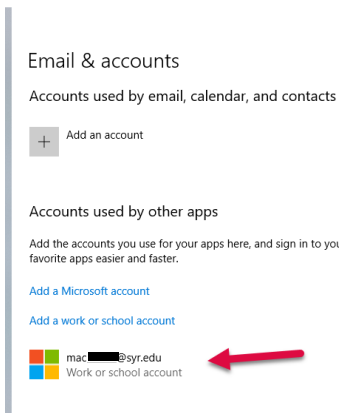 Email & accounts
Accounts used by email, calendar, and contacts
Add an account
Accounts used by other apps
Add the accounts you use for your apps here, and sign in to you
favorite apps easier and faster.
Add a Microsoft account
Add a work or school account
mac @syr.edu
Work or school account